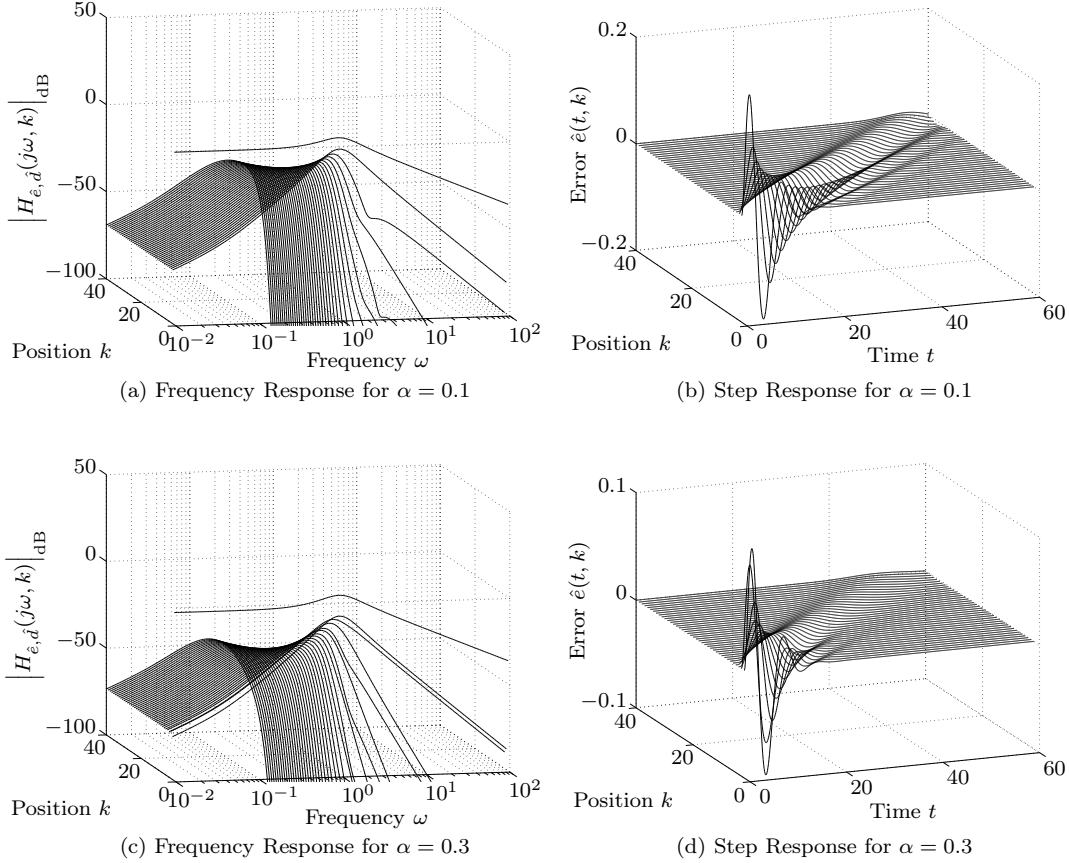 50
0
−50
−100
|H_{ê,d̂}(jω, k)|_{dB}
40
20
0
Position k
10^{−2}
10^{−1}
10^0
10^1
10^2
Frequency ω
(a) Frequency Response for α = 0.1
0.2
0
−0.2
Error ê(t, k)
40
20
0
Position k
0
20
40
60
Time t
(b) Step Response for α = 0.1
50
0
−50
−100
|H_{ê,d̂}(jω, k)|_{dB}
40
20
0
Position k
10^{−2}
10^{−1}
10^0
10^1
10^2
Frequency ω
(c) Frequency Response for α = 0.3
0.1
0
−0.1
Error ê(t, k)
40
20
0
Position k
0
20
40
60
Time t
(d) Step Response for α = 0.3